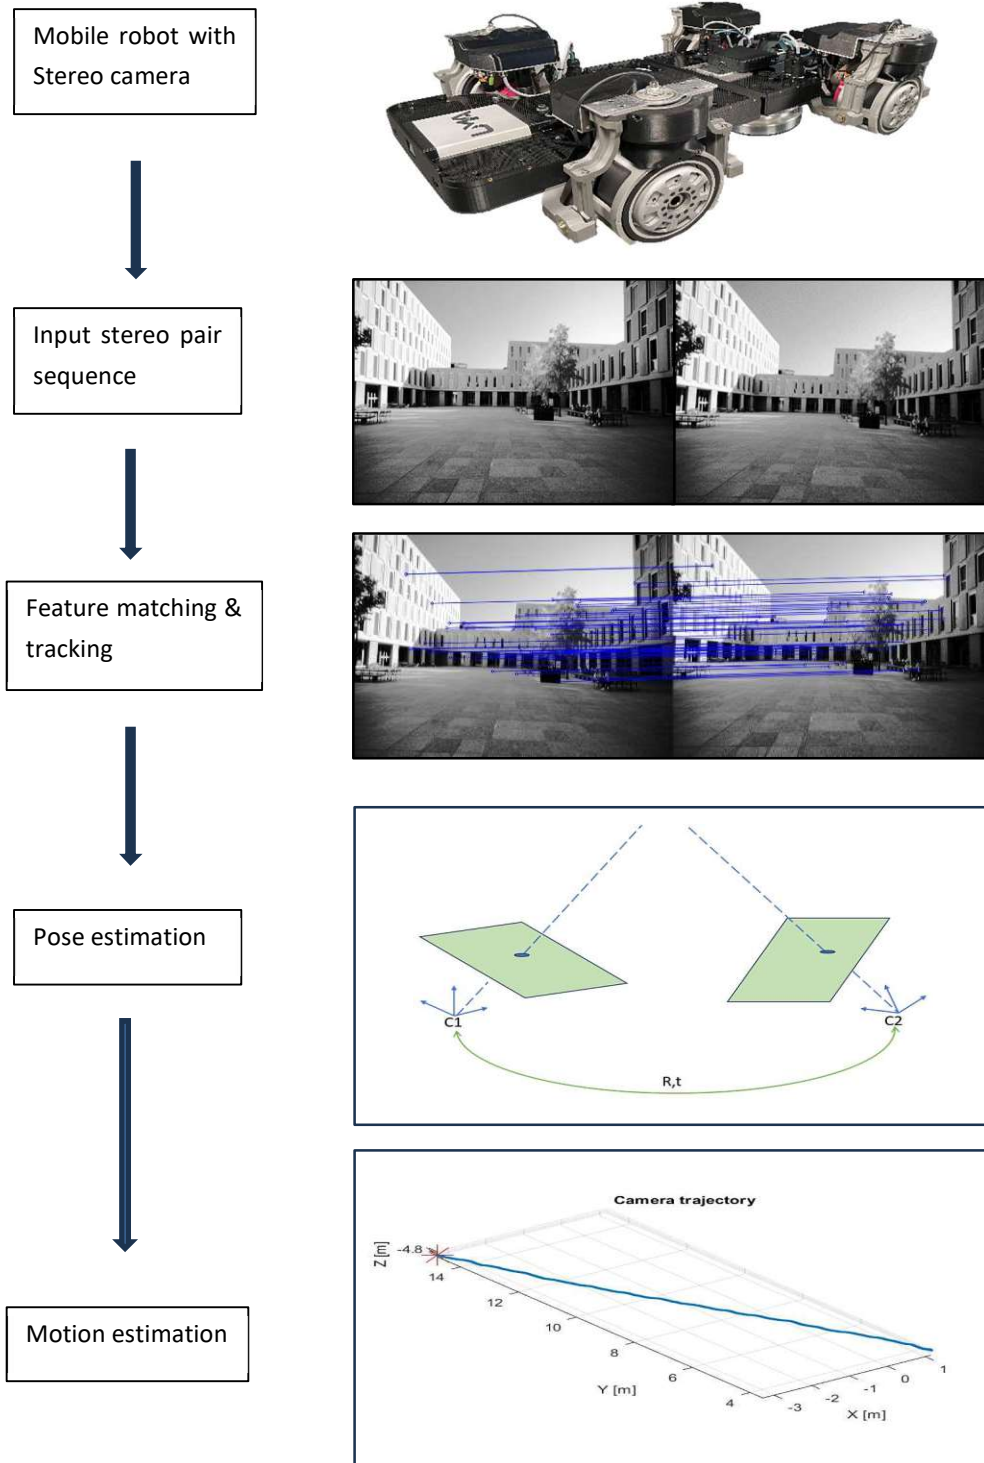 Mobile robot with
Stereo camera
UVA
Input stereo pair
sequence
Feature matching &
tracking
Pose estimation
C1
C2
R,t
Camera trajectory
Z [m]
-4.8
14
12
10
8
6
4
Y [m]
-3
-2
-1
0
1
X [m]
Motion estimation